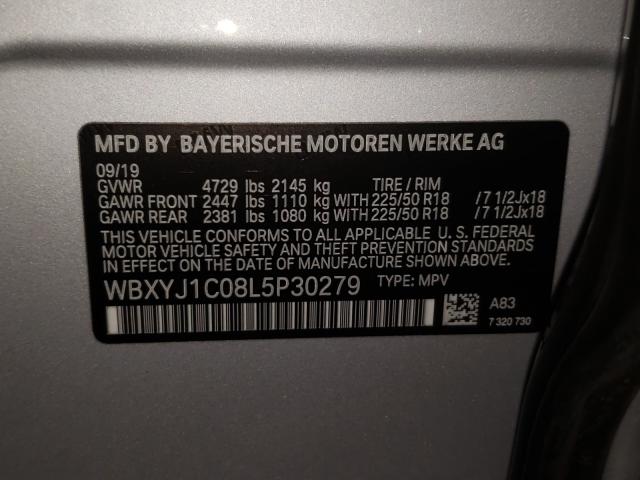 MFD BY BAYERISCHE MOTOREN WERKE AG
09/19
GVWR 4729 lbs 2145 kg TIRE / RIM
GAWR FRONT 2447 lbs 1110 kg WITH 225/50 R18 /7 1/2Jx18
GAWR REAR 2381 lbs 1080 kg WITH 225/50 R18 /7 1/2Jx18
THIS VEHICLE CONFORMS TO ALL APPLICABLE U. S. FEDERAL
MOTOR VEHICLE SAFETY AND THEFT PREVENTION STANDARDS
IN EFFECT ON THE DATE OF MANUFACTURE SHOWN ABOVE.
WBXYJ1C08L5P30279 TYPE: MPV
A83
7 320 730